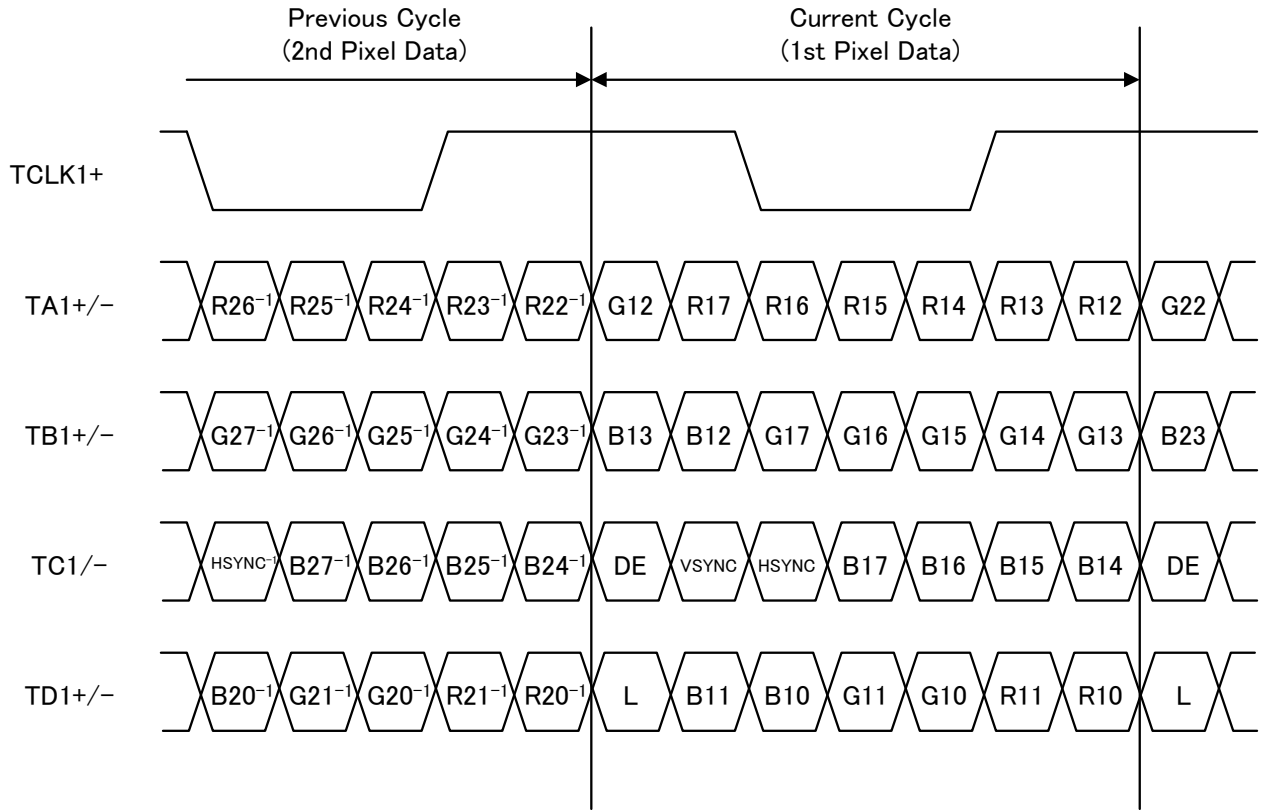 Previous Cycle
(2nd Pixel Data)
Current Cycle
(1st Pixel Data)
TCLK1+
TA1+/- R26⁻¹ R25⁻¹ R24⁻¹ R23⁻¹ R22⁻¹ G12 R17 R16 R15 R14 R13 R12 G22
TB1+/- G27⁻¹ G26⁻¹ G25⁻¹ G24⁻¹ G23⁻¹ B13 B12 G17 G16 G15 G14 G13 B23
TC1/- HSYNC⁻¹ B27⁻¹ B26⁻¹ B25⁻¹ B24⁻¹ DE VSYNC HSYNC B17 B16 B15 B14 DE
TD1+/- B20⁻¹ G21⁻¹ G20⁻¹ R21⁻¹ R20⁻¹ L B11 B10 G11 G10 R11 R10 L